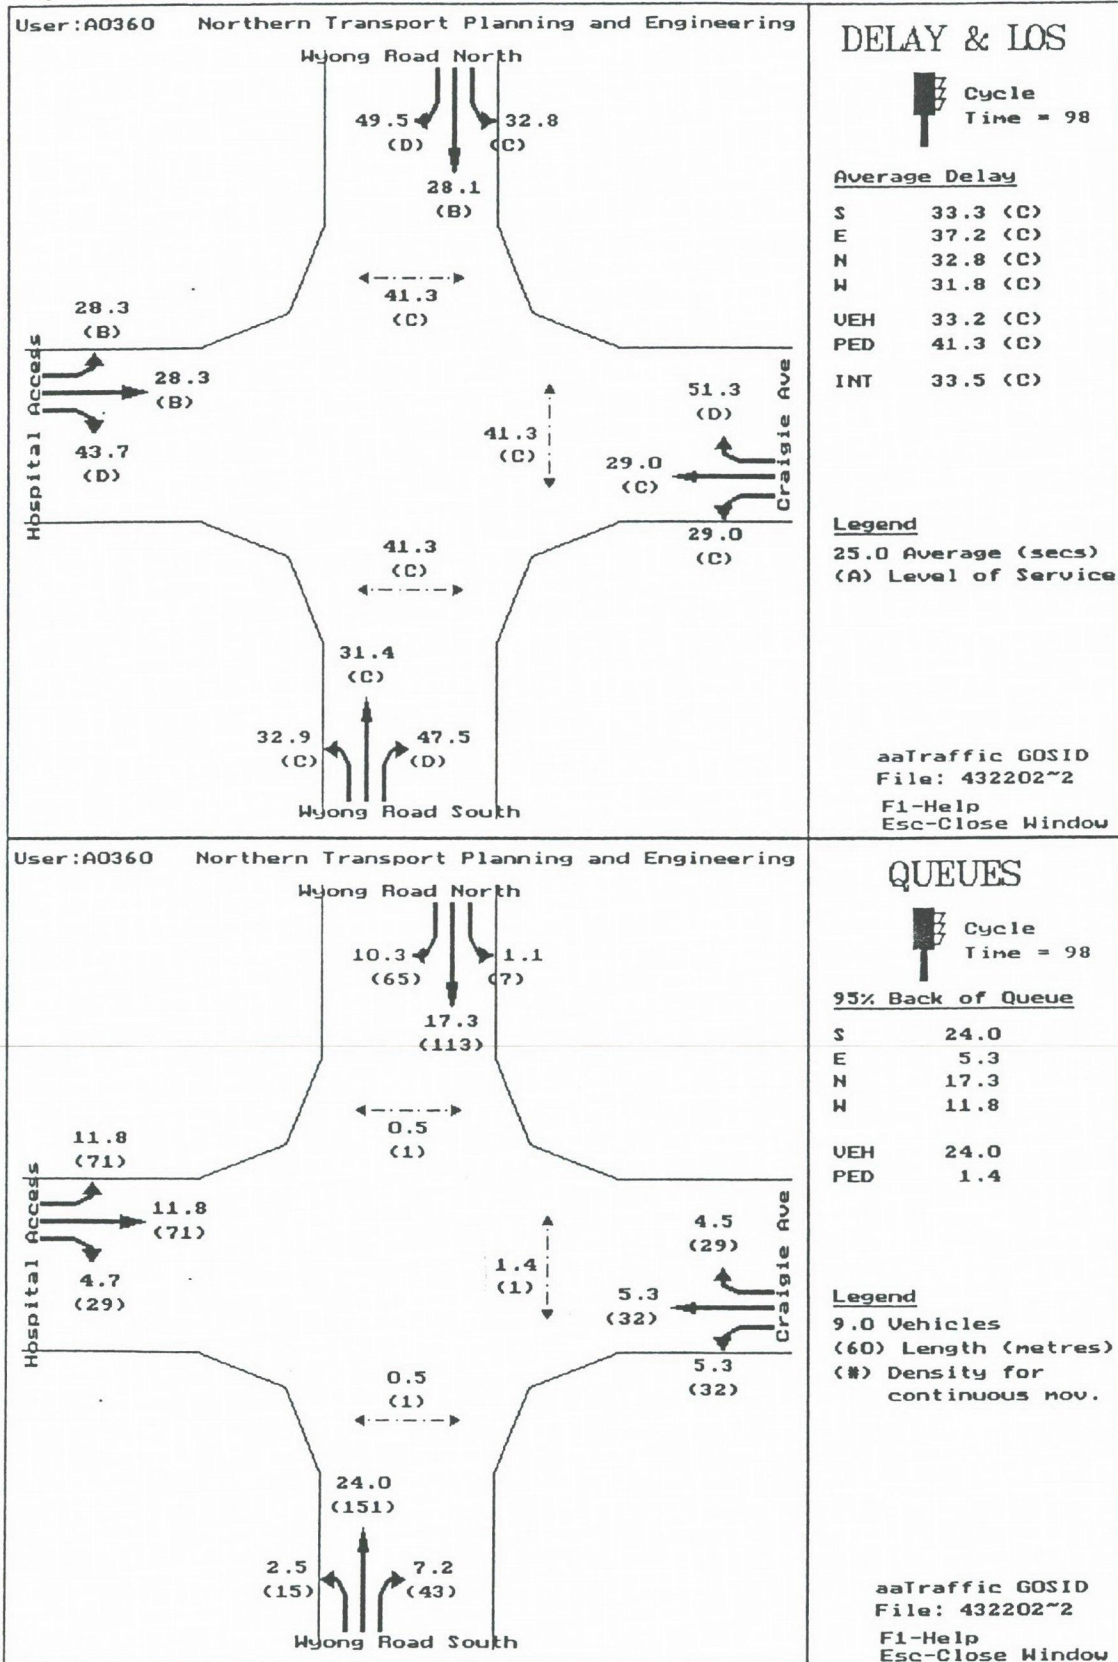 User:A0360 Northern Transport Planning and Engineering
Wyong Road North
49.5 32.8
(D) (C)
28.1
(B)
41.3
(C)
28.3
(B)
28.3
(B)
43.7
(D)
Hospital Access
41.3
(C)
51.3
(D)
29.0
(C)
29.0
(C)
Craigie Ave
41.3
(C)
31.4
(C)
32.9 47.5
(C) (D)
Wyong Road South
DELAY & LOS
Cycle
Time = 98
Average Delay
S 33.3 (C)
E 37.2 (C)
N 32.8 (C)
W 31.8 (C)
VEH 33.2 (C)
PED 41.3 (C)
INT 33.5 (C)
Legend
25.0 Average (secs)
(A) Level of Service
aaTraffic GOSID
File: 432202~2
F1-Help
Esc-Close Window
User:A0360 Northern Transport Planning and Engineering
Wyong Road North
10.3 1.1
(65) (7)
17.3
(113)
0.5
(1)
11.8
(71)
11.8
(71)
4.7
(29)
Hospital Access
1.4
(1)
4.5
(29)
5.3
(32)
5.3
(32)
Craigie Ave
0.5
(1)
24.0
(151)
2.5 7.2
(15) (43)
Wyong Road South
QUEUES
Cycle
Time = 98
95% Back of Queue
S 24.0
E 5.3
N 17.3
W 11.8
VEH 24.0
PED 1.4
Legend
9.0 Vehicles
(60) Length (metres)
(#) Density for
continuous mov.
aaTraffic GOSID
File: 432202~2
F1-Help
Esc-Close Window